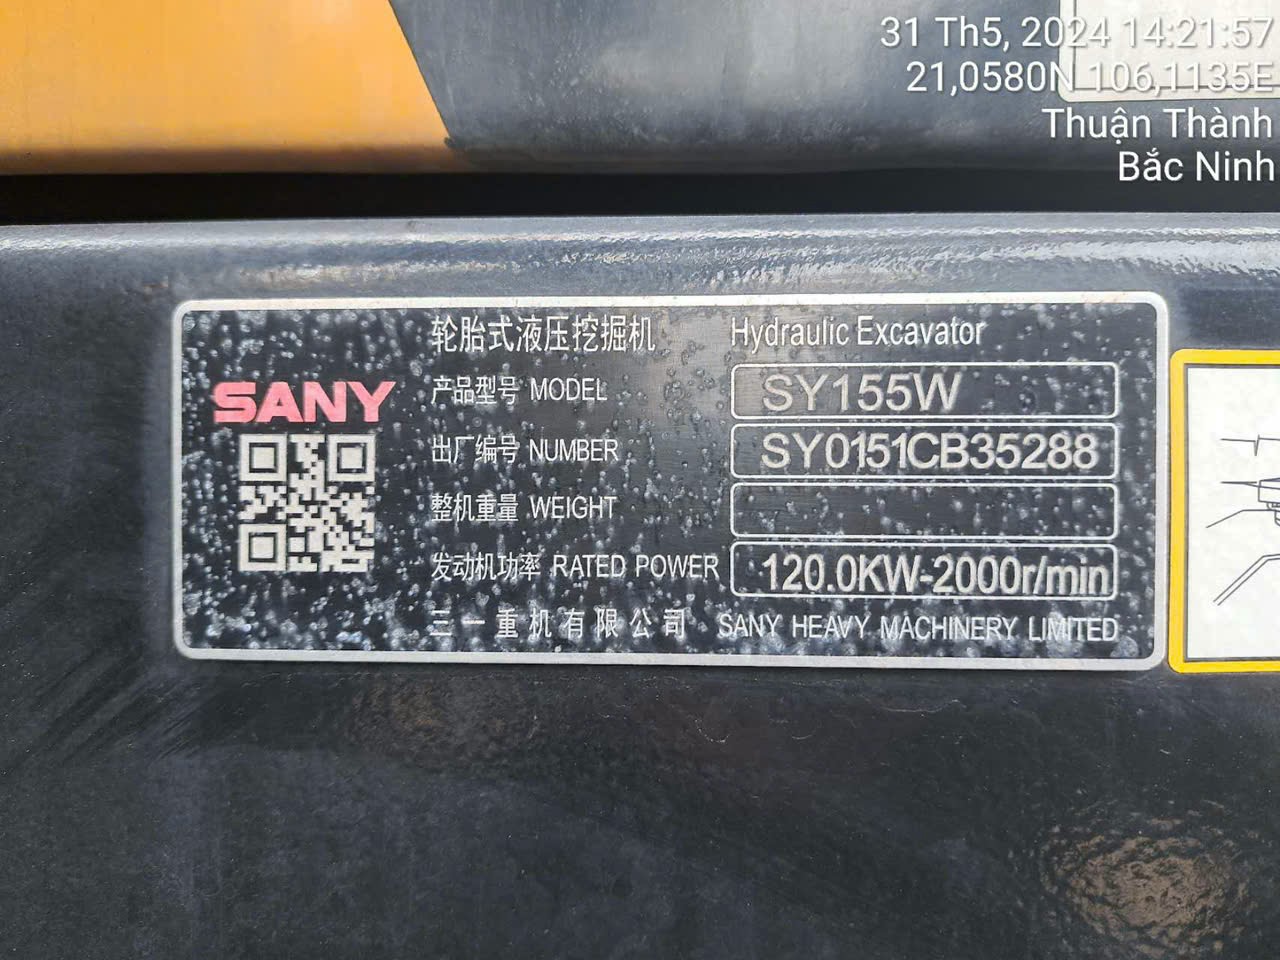 31 Th5, 2024 14:21:57
21,0580N 106,1135E
Thuận Thành
Bắc Ninh
轮胎式液压挖掘机 Hydraulic Excavator
SANY
产品型号 MODEL SY155W
出厂编号 NUMBER SY0151CB35288
整机重量 WEIGHT
发动机功率 RATED POWER 120.0KW-2000r/min
三一重机有限公司 SANY HEAVY MACHINERY LIMITED